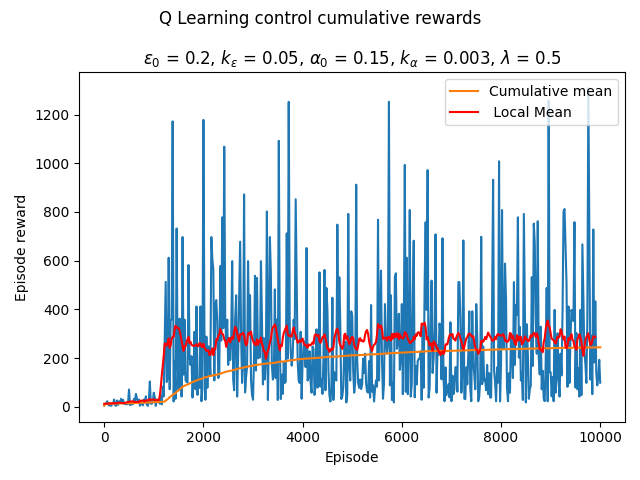 Q Learning control cumulative rewards
ε₀ = 0.2, kε = 0.05, α₀ = 0.15, kα = 0.003, λ = 0.5
Cumulative mean
Local Mean
Episode reward
1200
1000
800
600
400
200
0
0 2000 4000 6000 8000 10000
Episode